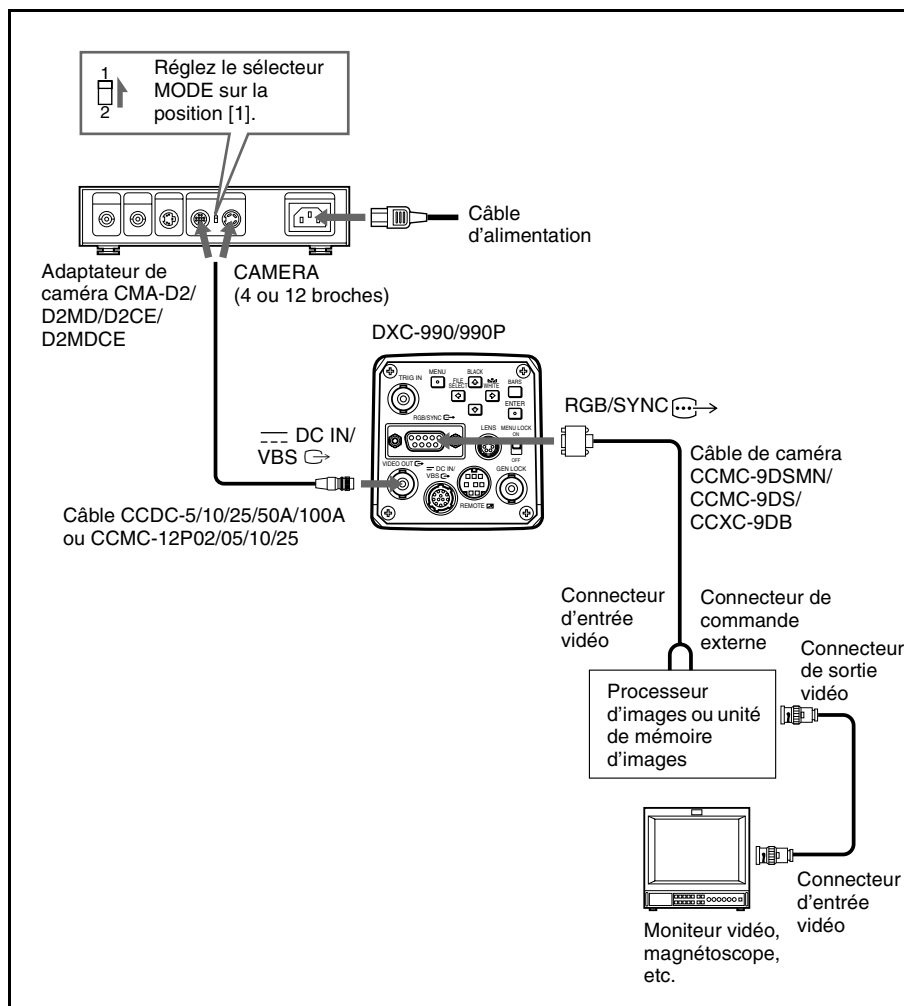 1
2
Réglez le sélecteur
MODE sur la
position [1].
Câble
d'alimentation
Adaptateur de
caméra CMA-D2/
D2MD/D2CE/
D2MDCE
CAMERA
(4 ou 12 broches)
DXC-990/990P
TRIG IN
MENU
BLACK
FILE
SELECT
WHITE
BARS
ENTER
RGB/SYNC
LENS
MENU LOCK
ON
OFF
VIDEO OUT
DC IN/
VBS
GEN LOCK
REMOTE
DC IN/
VBS
RGB/SYNC
Câble CCDC-5/10/25/50A/100A
ou CCMC-12P02/05/10/25
Câble de caméra
CCMC-9DSMN/
CCMC-9DS/
CCXC-9DB
Connecteur
d'entrée
vidéo
Connecteur de
commande
externe
Connecteur
de sortie
vidéo
Processeur
d'images ou unité
de mémoire
d'images
Connecteur
d'entrée
vidéo
Moniteur vidéo,
magnétoscope,
etc.